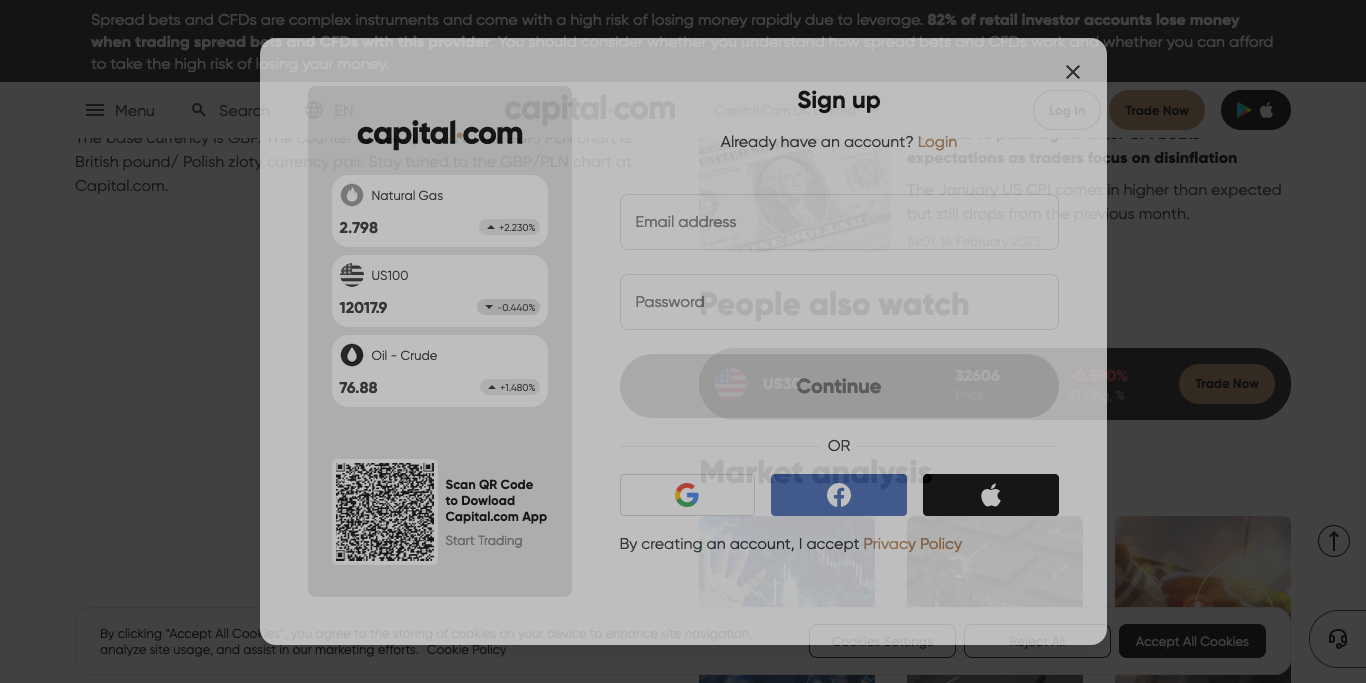 Spread bets and CFDs are complex instruments and come with a high risk of losing money rapidly due to leverage. 82% of retail investor accounts lose money
when trading spread bets and CFDs with this provider. You should consider whether you understand how spread bets and CFDs work and whether you can afford
to take the high risk of losing your money.
Menu
Search
EN
capital.com
Capital Com
Log In
Trade Now
The base currency is GBP. The counter
GBP/PLN chart is
British pound/ Polish zloty currency pair. Stay tuned to the GBP/PLN chart at
Capital.com.
expectations as traders focus on disinflation
The January US CPI comes in higher than expected
but still drops from the previous month.
14:01, 14 February 2023
People also watch
US30
32606
Price
1D Chg, %
Trade Now
Market analysis
capital.com
Natural Gas
2.798
+2.230%
US100
12017.9
-0.440%
Oil - Crude
76.88
+1.480%
Scan QR Code
to Dowload
Capital.com App
Start Trading
Sign up
Already have an account? Login
Email address
Password
Continue
OR
By creating an account, I accept Privacy Policy
By clicking “Accept All Cookies”, you agree to the storing of cookies on your device to enhance site navigation,
analyze site usage, and assist in our marketing efforts. Cookie Policy
Cookies Settings
Reject All
Accept All Cookies